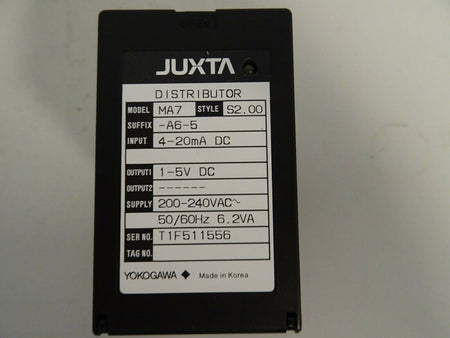 JUXTA
DISTRIBUTOR
MODEL MA7 STYLE S2.00
SUFFIX -A6-5
INPUT 4-20mA DC
OUTPUT1 1-5V DC
OUTPUT2 ------
SUPPLY 200-240VAC~
50/60Hz 6.2VA
SER NO. T1F511556
TAG NO.
YOKOGAWA ◆ Made in Korea